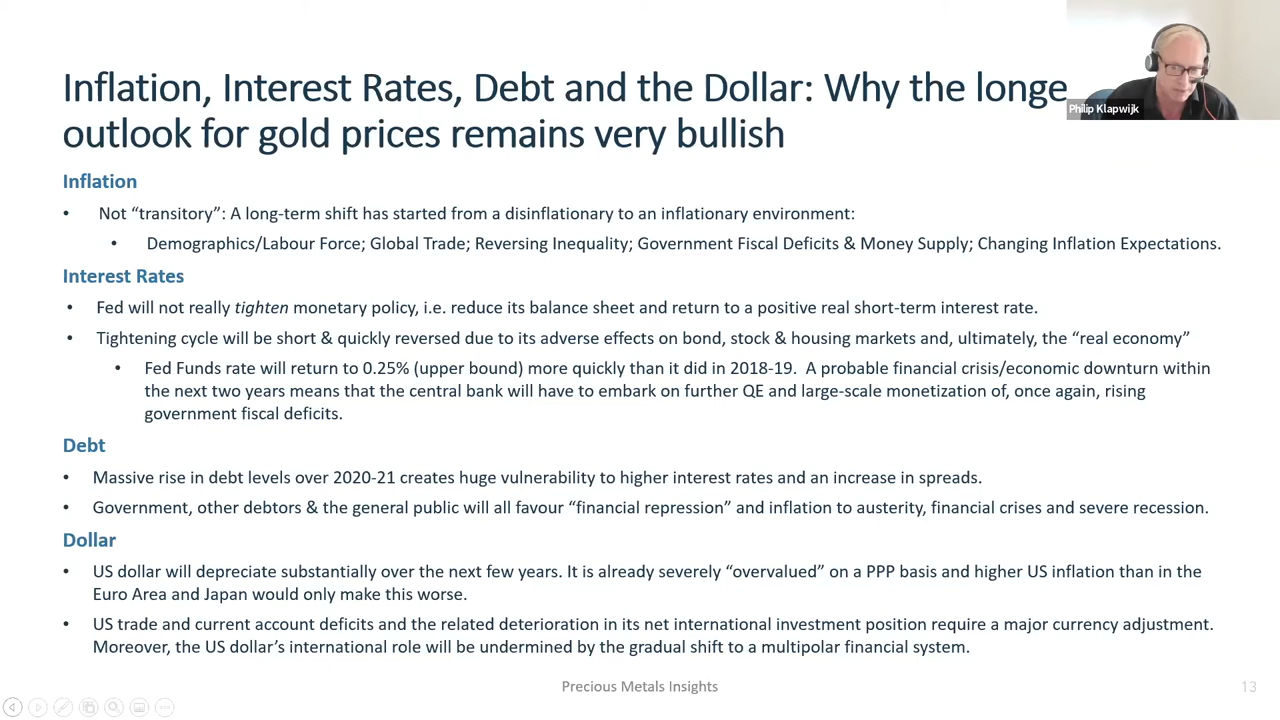 Inflation, Interest Rates, Debt and the Dollar: Why the longe
outlook for gold prices remains very bullish
Philip Klapwijk
Inflation
• Not “transitory”: A long-term shift has started from a disinflationary to an inflationary environment:
• Demographics/Labour Force; Global Trade; Reversing Inequality; Government Fiscal Deficits & Money Supply; Changing Inflation Expectations.
Interest Rates
• Fed will not really tighten monetary policy, i.e. reduce its balance sheet and return to a positive real short-term interest rate.
• Tightening cycle will be short & quickly reversed due to its adverse effects on bond, stock & housing markets and, ultimately, the “real economy”
• Fed Funds rate will return to 0.25% (upper bound) more quickly than it did in 2018-19. A probable financial crisis/economic downturn within
the next two years means that the central bank will have to embark on further QE and large-scale monetization of, once again, rising
government fiscal deficits.
Debt
• Massive rise in debt levels over 2020-21 creates huge vulnerability to higher interest rates and an increase in spreads.
• Government, other debtors & the general public will all favour “financial repression” and inflation to austerity, financial crises and severe recession.
Dollar
• US dollar will depreciate substantially over the next few years. It is already severely “overvalued” on a PPP basis and higher US inflation than in the
Euro Area and Japan would only make this worse.
• US trade and current account deficits and the related deterioration in its net international investment position require a major currency adjustment.
Moreover, the US dollar’s international role will be undermined by the gradual shift to a multipolar financial system.
Precious Metals Insights
13